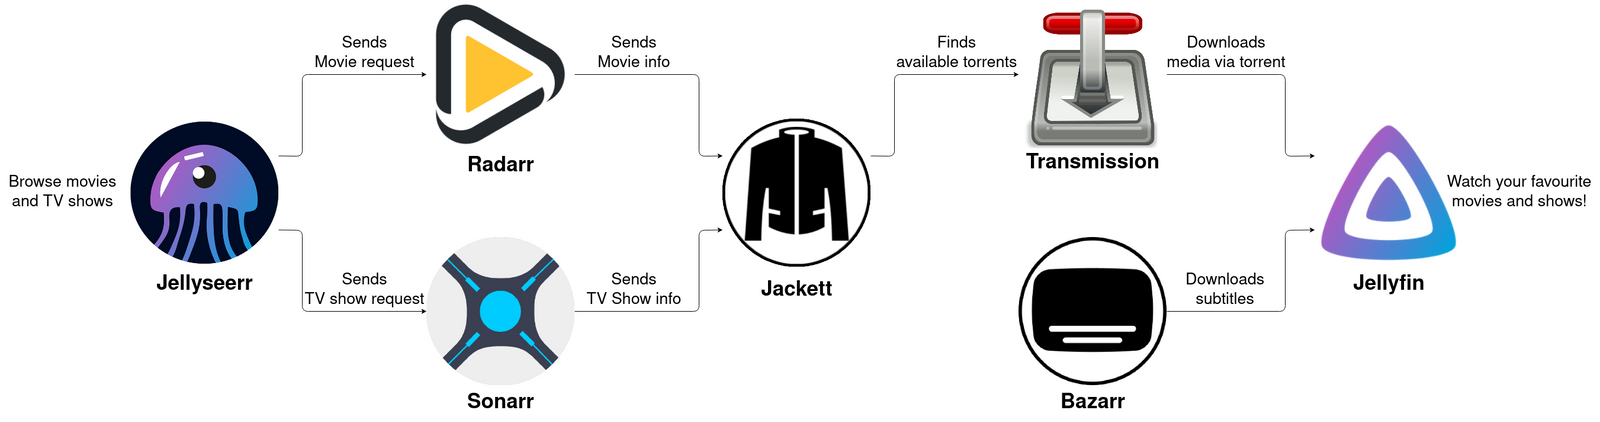 Browse movies
and TV shows
Jellyseerr
Sends
Movie request
Radarr
Sends
TV show request
Sonarr
Sends
Movie info
Sends
TV Show info
Jackett
Finds
available torrents
Transmission
Downloads
media via torrent
Bazarr
Downloads
subtitles
Jellyfin
Watch your favourite
movies and shows!